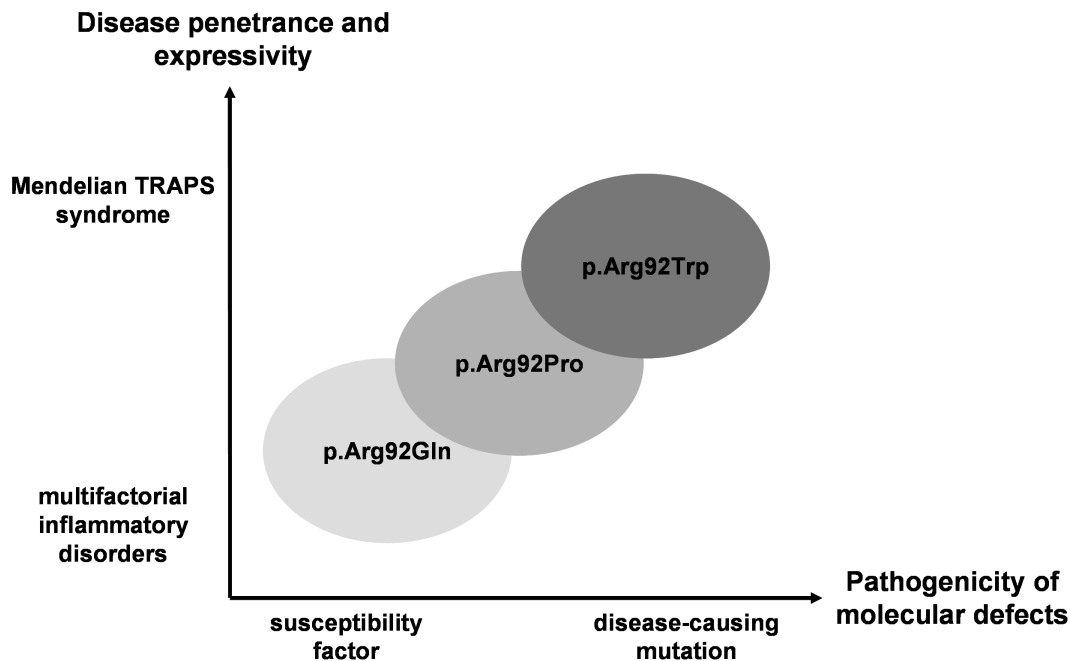 Disease penetrance and
expressivity
Mendelian TRAPS
syndrome
p.Arg92Trp
p.Arg92Pro
p.Arg92Gln
multifactorial
inflammatory
disorders
Pathogenicity of
molecular defects
susceptibility
factor
disease-causing
mutation